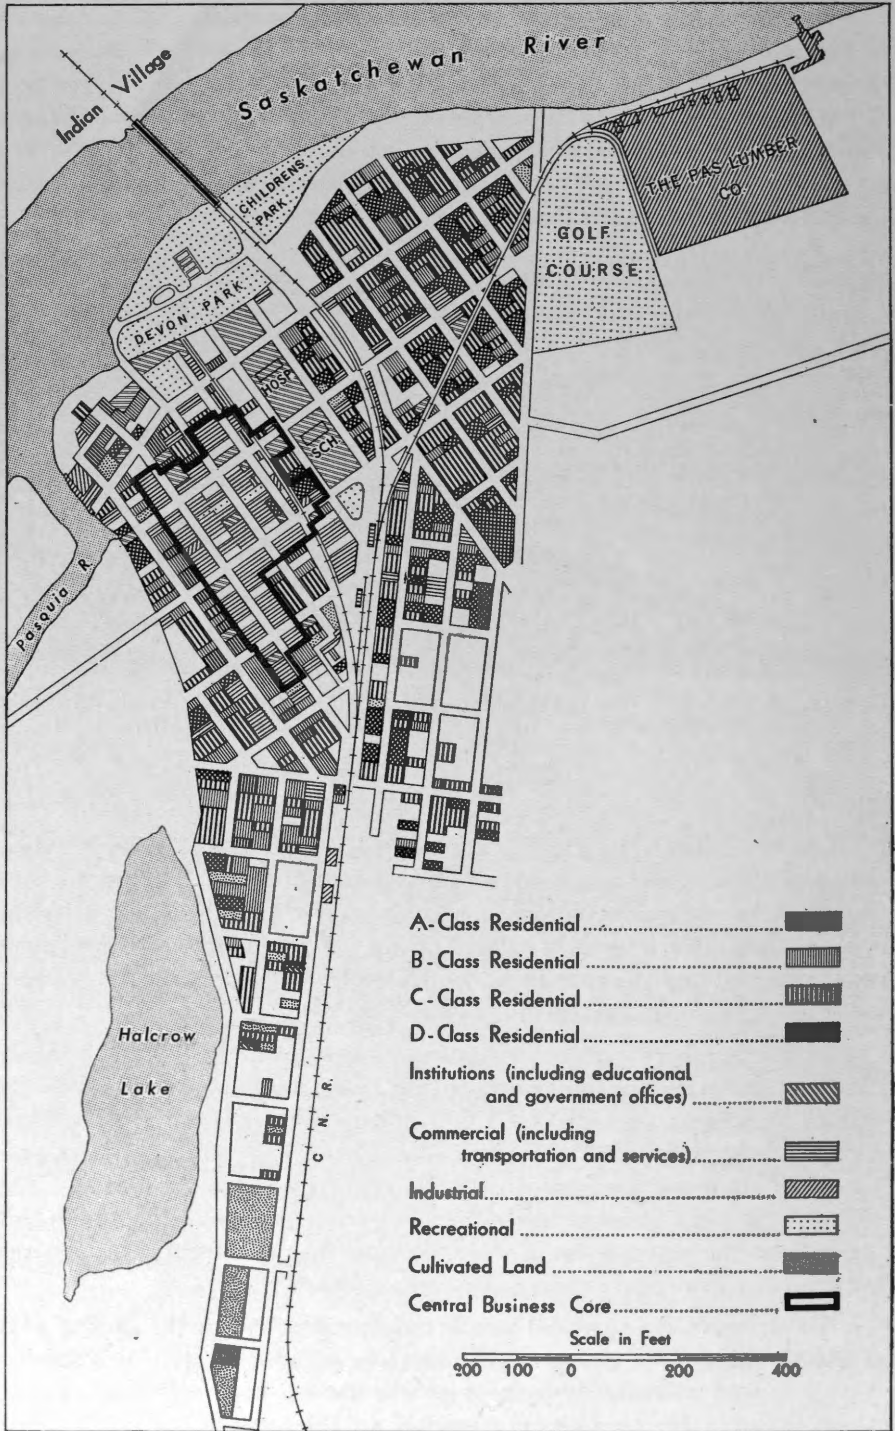 Saskatchewan River
Indian Village
CHILDRENS
PARK
DEVON PARK
THE PAS LUMBER
CO.
GOLF
COURSE
HOSP.
SCH.
Pasquia R.
Halcrow
Lake
C. N. R.
A-Class Residential
B-Class Residential
C-Class Residential
D-Class Residential
Institutions (including educational
and government offices)
Commercial (including
transportation and services)
Industrial
Recreational
Cultivated Land
Central Business Core
Scale in Feet
200 100 0 200 400